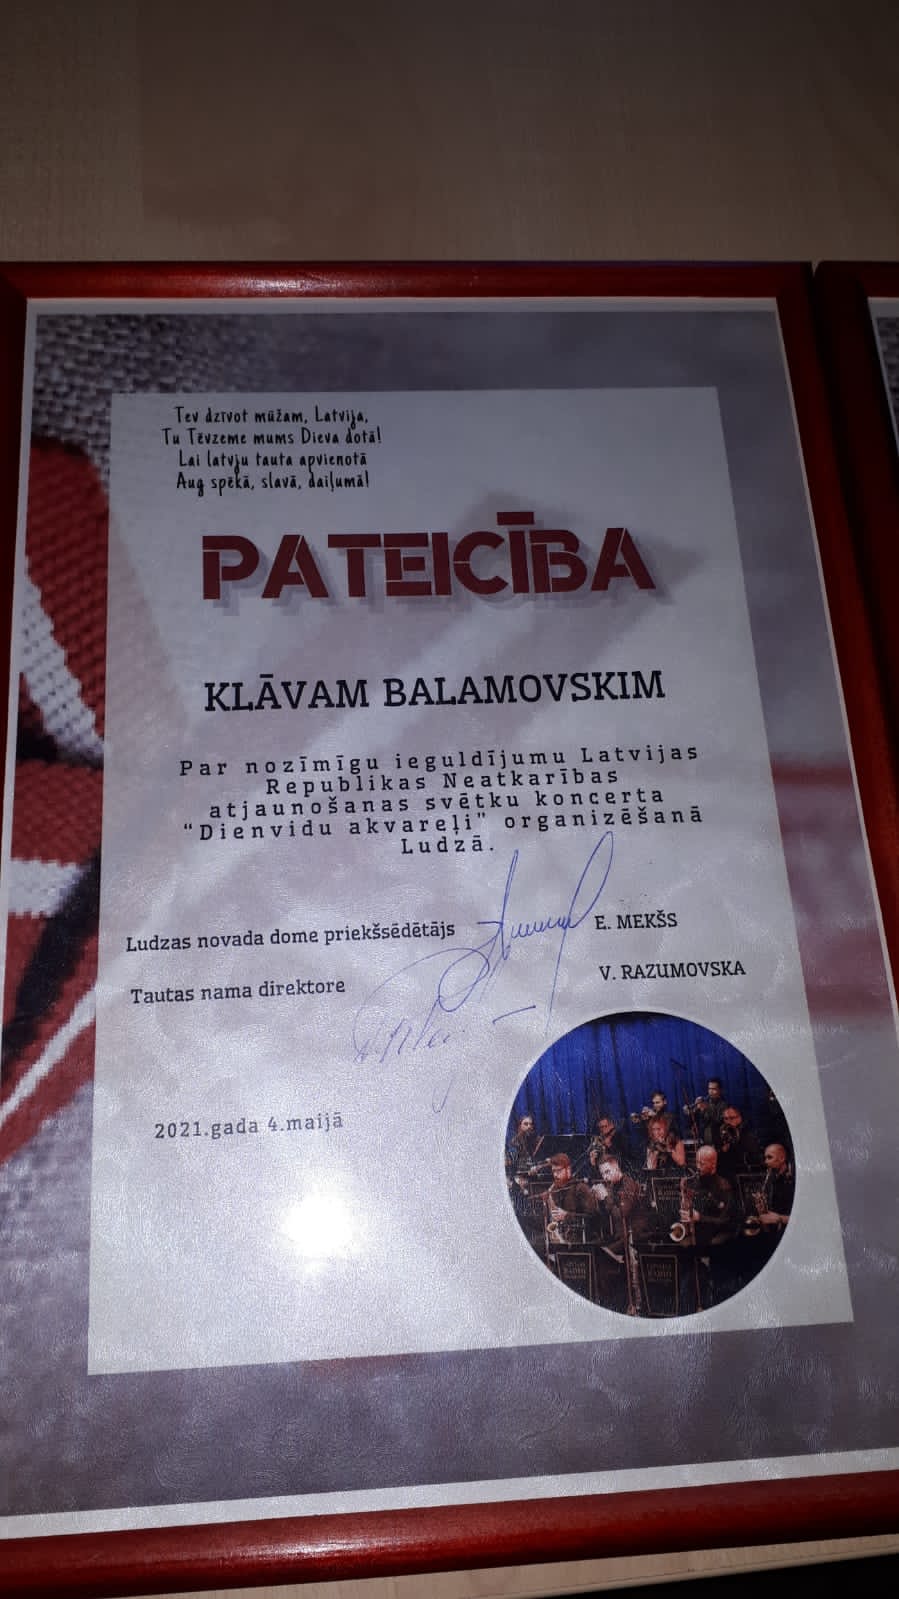 Tev dzīvot mūžam, Latvija,
Tu Tēvzeme mums Dieva dotā!
Lai latvju tauta apvienotā
Aug spēkā, slavā, daiļumā!
PATEICĪBA
KLĀVAM BALAMOVSKIM
Par nozīmīgu ieguldījumu Latvijas
Republikas Neatkarības
atjaunošanas svētku koncerta
“Dienvidu akvareļi” organizēšanā
Ludzā.
Ludzas novada dome priekšsēdētājs E. MEKŠS
Tautas nama direktore V. RAZUMOVSKA
2021.gada 4.maijā